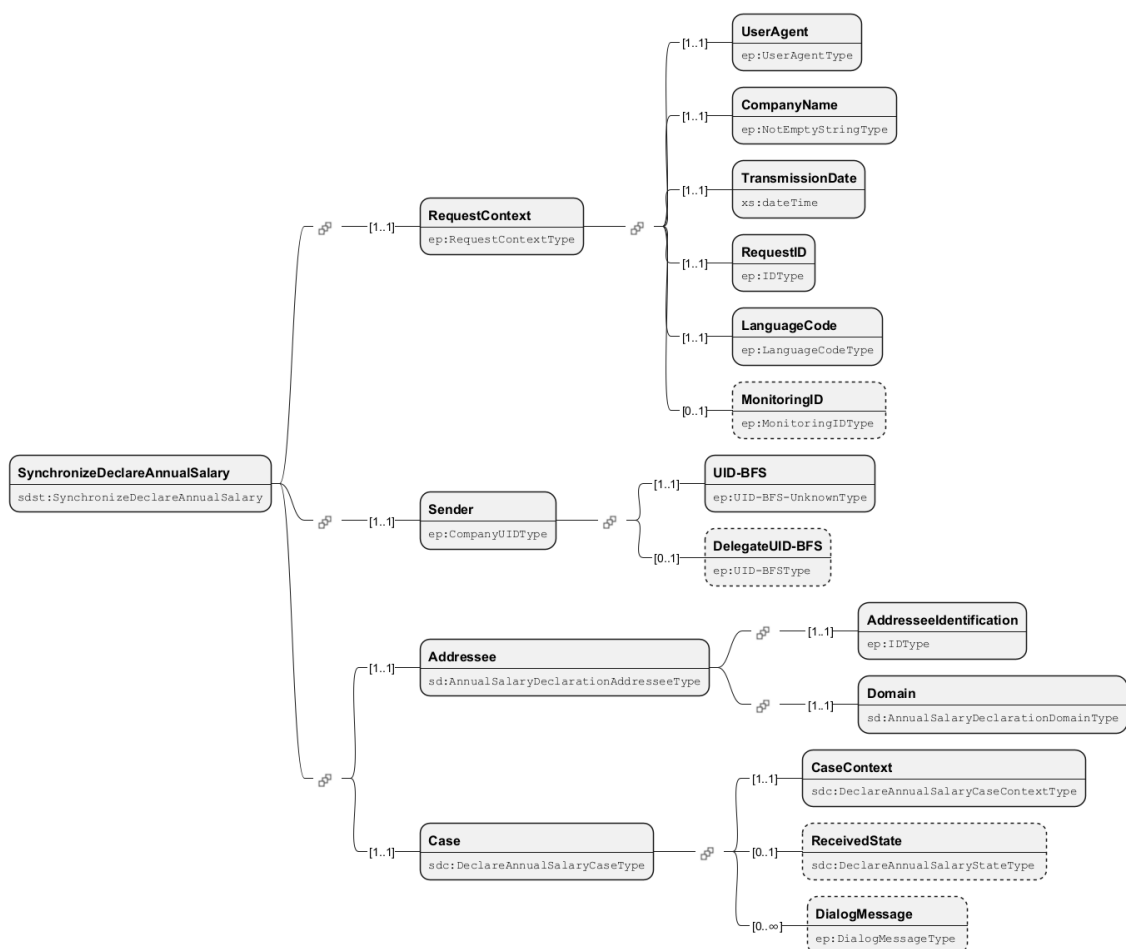 [1..1]
UserAgent
ep:UserAgentType
[1..1]
CompanyName
ep:NotEmptyStringType
[1..1]
TransmissionDate
xs:dateTime
[1..1]
RequestContext
ep:RequestContextType
[1..1]
RequestID
ep:IDType
[1..1]
LanguageCode
ep:LanguageCodeType
[0..1]
MonitoringID
ep:MonitoringIDType
SynchronizeDeclareAnnualSalary
sdst:SynchronizeDeclareAnnualSalary
[1..1]
Sender
ep:CompanyUIDType
[1..1]
UID-BFS
ep:UID-BFS-UnknownType
[0..1]
DelegateUID-BFS
ep:UID-BFSType
[1..1]
Addressee
sd:AnnualSalaryDeclarationAddresseeType
[1..1]
AddresseeIdentification
ep:IDType
[1..1]
Domain
sd:AnnualSalaryDeclarationDomainType
[1..1]
Case
sdc:DeclareAnnualSalaryCaseType
[1..1]
CaseContext
sdc:DeclareAnnualSalaryCaseContextType
[0..1]
ReceivedState
sdc:DeclareAnnualSalaryStateType
[0..∞]
DialogMessage
ep:DialogMessageType